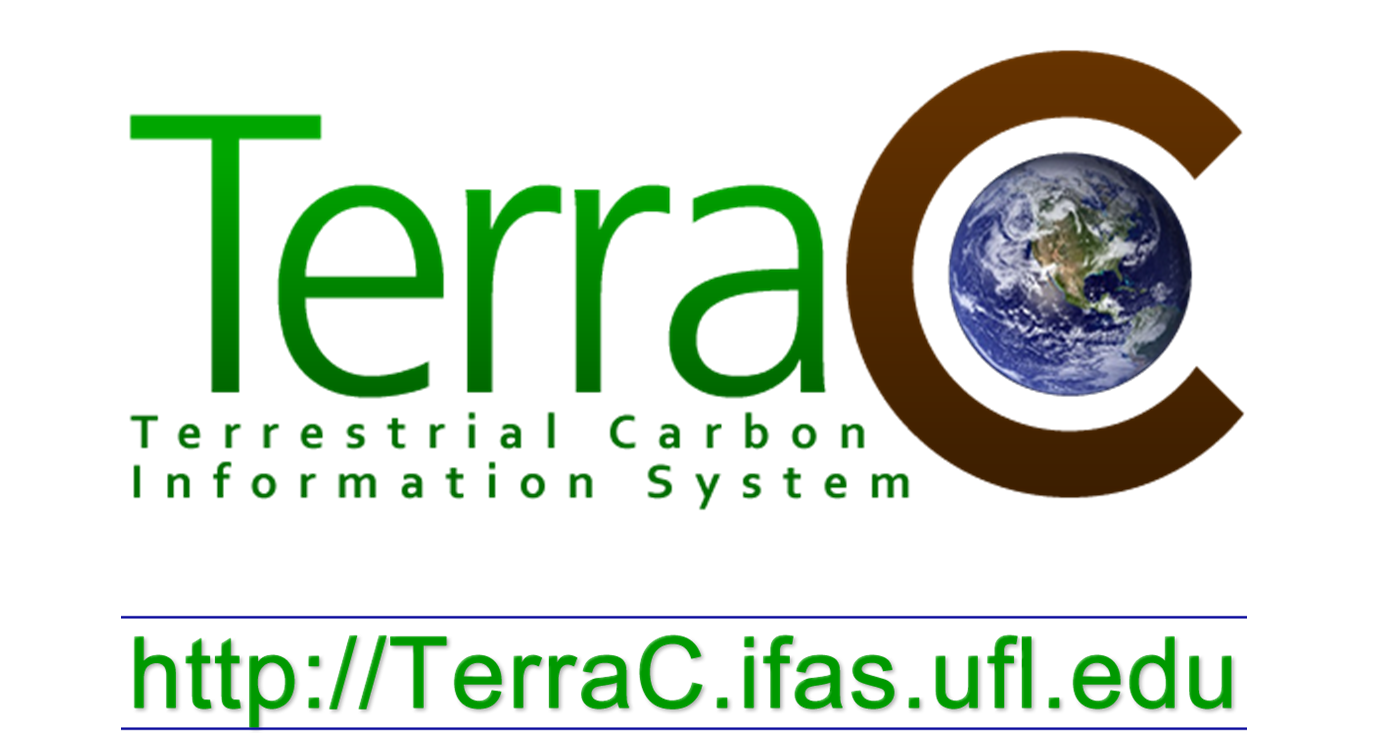 TerraC
Terrestrial Carbon
Information System
http://TerraC.ifas.ufl.edu